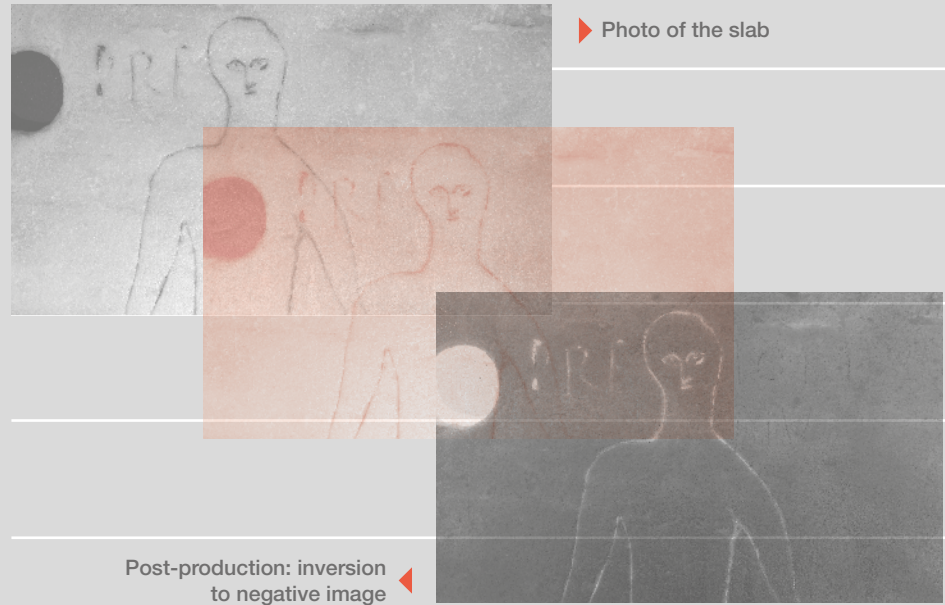 Photo of the slab
Post-production: inversion
to negative image